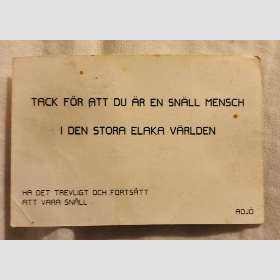 TACK FÖR ATT DU ÄR EN SNÄLL MENSCH
I DEN STORA ELAKA VÄRLDEN
HA DET TREVLIGT OCH FORTSÄTT
ATT VARA SNÄLL
ADJÖ